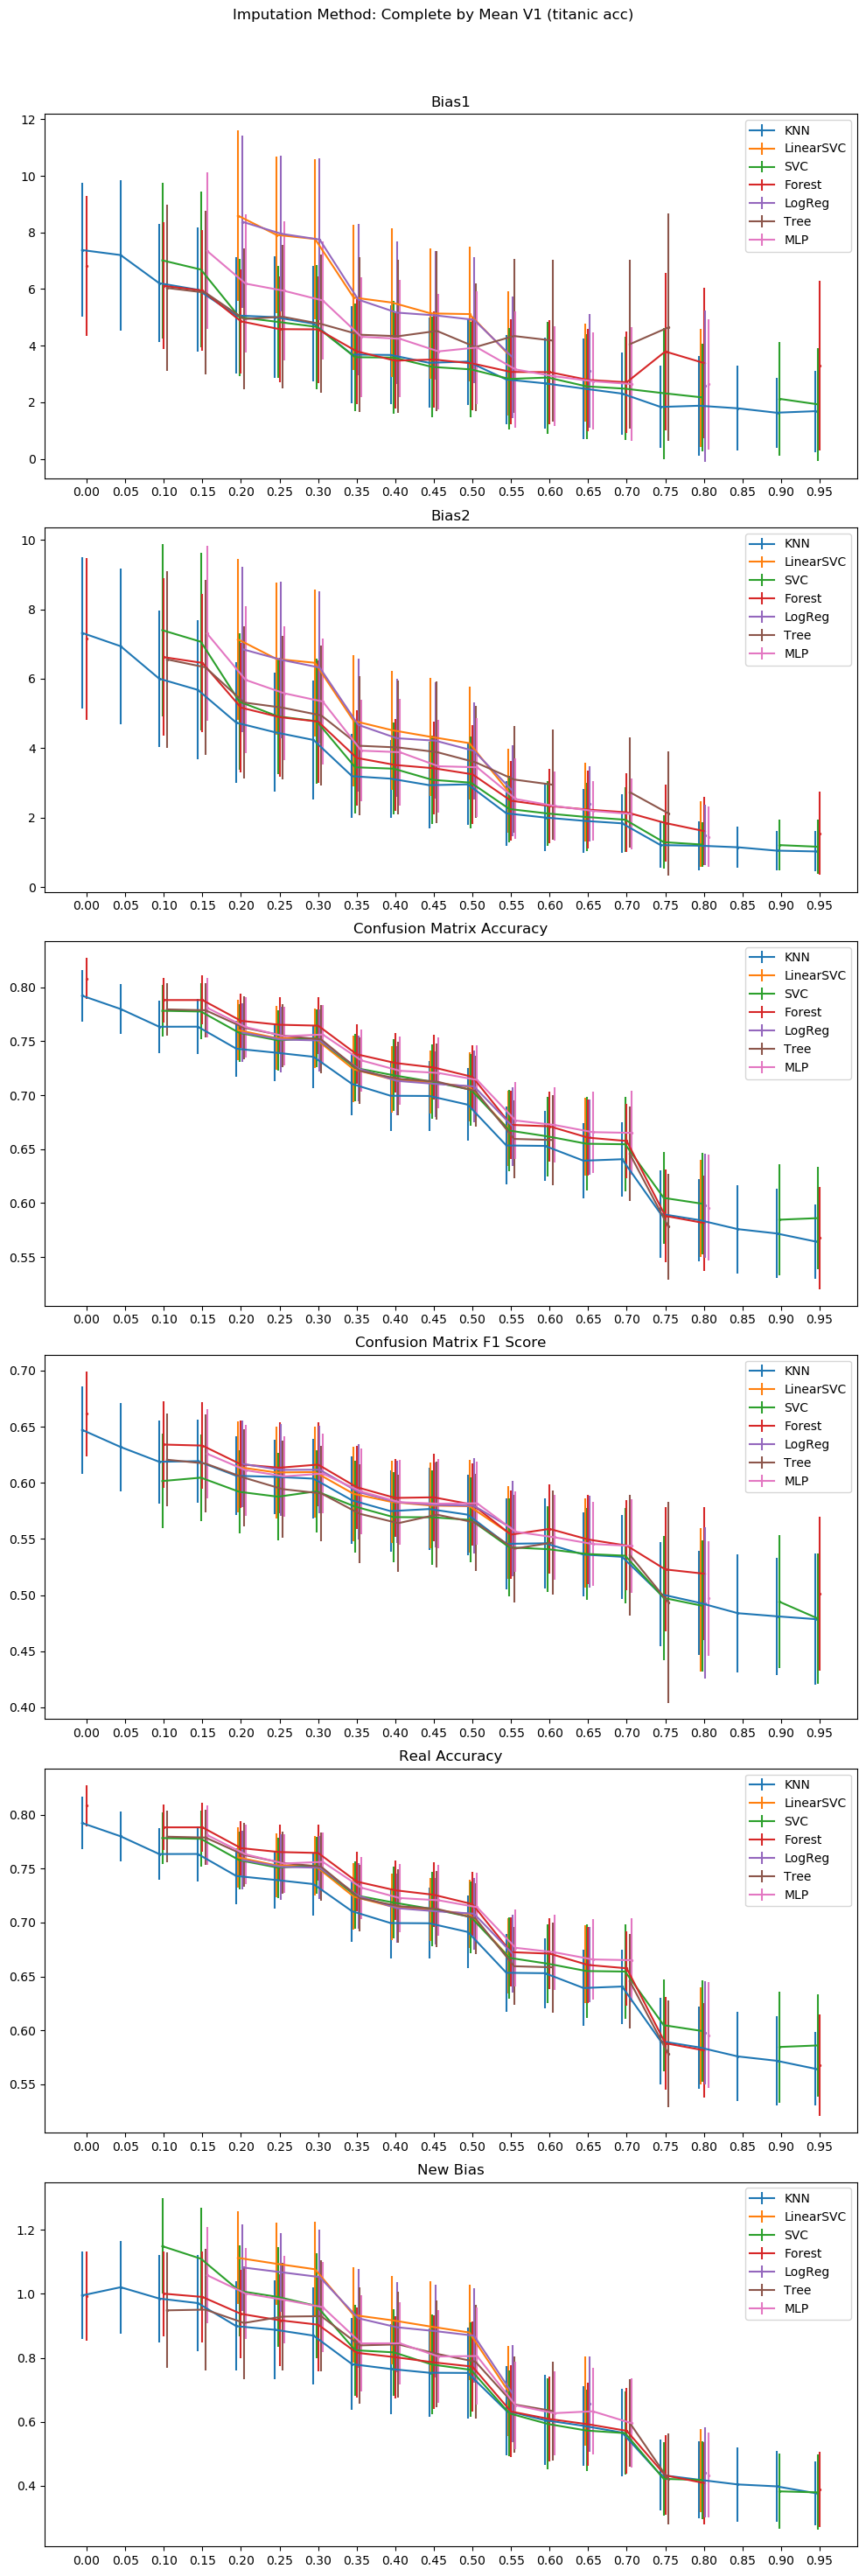 Imputation Method: Complete by Mean V1 (titanic acc)
Bias1
12
10
8
6
4
2
0
KNN
LinearSVC
SVC
Forest
LogReg
Tree
MLP
0.00 0.05 0.10 0.15 0.20 0.25 0.30 0.35 0.40 0.45 0.50 0.55 0.60 0.65 0.70 0.75 0.80 0.85 0.90 0.95
Bias2
10
8
6
4
2
0
KNN
LinearSVC
SVC
Forest
LogReg
Tree
MLP
0.00 0.05 0.10 0.15 0.20 0.25 0.30 0.35 0.40 0.45 0.50 0.55 0.60 0.65 0.70 0.75 0.80 0.85 0.90 0.95
Confusion Matrix Accuracy
0.80
0.75
0.70
0.65
0.60
0.55
KNN
LinearSVC
SVC
Forest
LogReg
Tree
MLP
0.00 0.05 0.10 0.15 0.20 0.25 0.30 0.35 0.40 0.45 0.50 0.55 0.60 0.65 0.70 0.75 0.80 0.85 0.90 0.95
Confusion Matrix F1 Score
0.70
0.65
0.60
0.55
0.50
0.45
0.40
KNN
LinearSVC
SVC
Forest
LogReg
Tree
MLP
0.00 0.05 0.10 0.15 0.20 0.25 0.30 0.35 0.40 0.45 0.50 0.55 0.60 0.65 0.70 0.75 0.80 0.85 0.90 0.95
Real Accuracy
0.80
0.75
0.70
0.65
0.60
0.55
KNN
LinearSVC
SVC
Forest
LogReg
Tree
MLP
0.00 0.05 0.10 0.15 0.20 0.25 0.30 0.35 0.40 0.45 0.50 0.55 0.60 0.65 0.70 0.75 0.80 0.85 0.90 0.95
New Bias
1.2
1.0
0.8
0.6
0.4
KNN
LinearSVC
SVC
Forest
LogReg
Tree
MLP
0.00 0.05 0.10 0.15 0.20 0.25 0.30 0.35 0.40 0.45 0.50 0.55 0.60 0.65 0.70 0.75 0.80 0.85 0.90 0.95